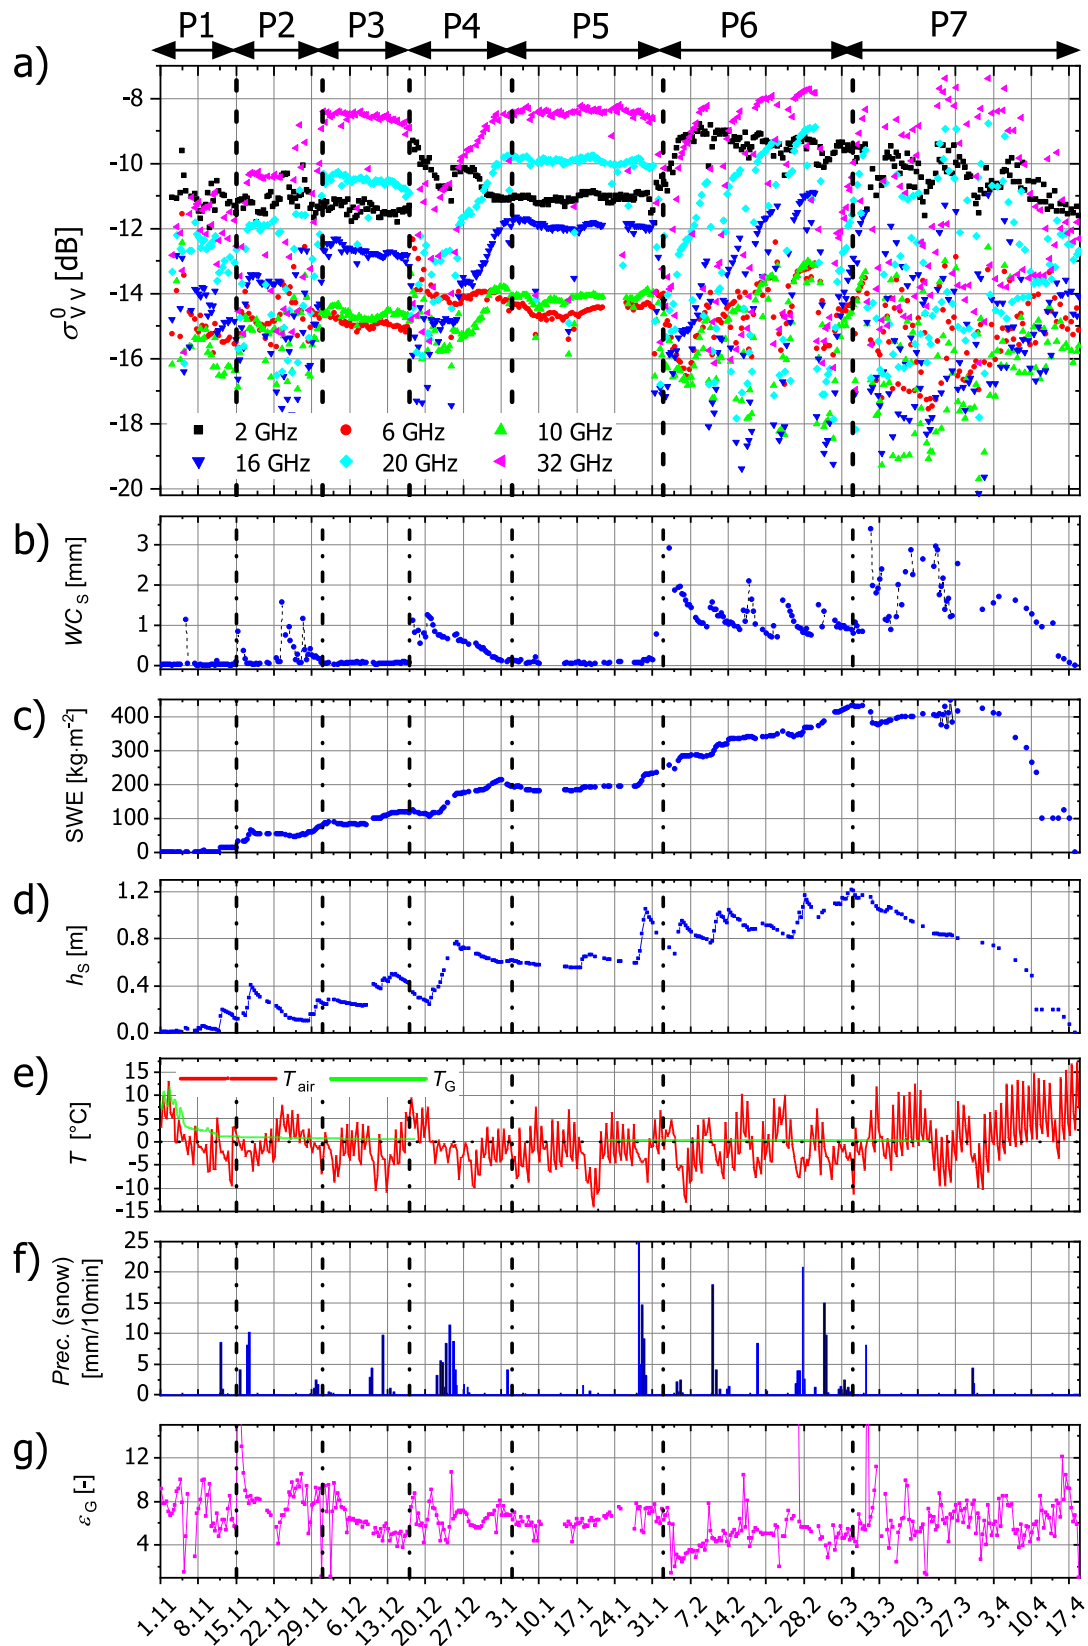 P1 P2 P3 P4 P5 P6 P7
a)
-8
-10
-12
-14
-16
-18
-20
σ⁰VV [dB]
2 GHz 6 GHz 10 GHz
16 GHz 20 GHz 32 GHz
b)
3
2
1
0
WC S [mm]
c)
400
300
200
100
0
SWE [kg·m⁻²]
d)
1.2
0.8
0.4
0.0
hS [m]
e)
15
10
5
0
-5
-10
-15
T [°C]
T air T G
f)
25
20
15
10
5
0
Prec. (snow)
[mm/10min]
g)
12
8
4
εG [-]
1.11 8.11 15.11 22.11 29.11 6.12 13.12 20.12 27.12 3.1 10.1 17.1 24.1 31.1 7.2 14.2 21.2 28.2 6.3 13.3 20.3 27.3 3.4 10.4 17.4